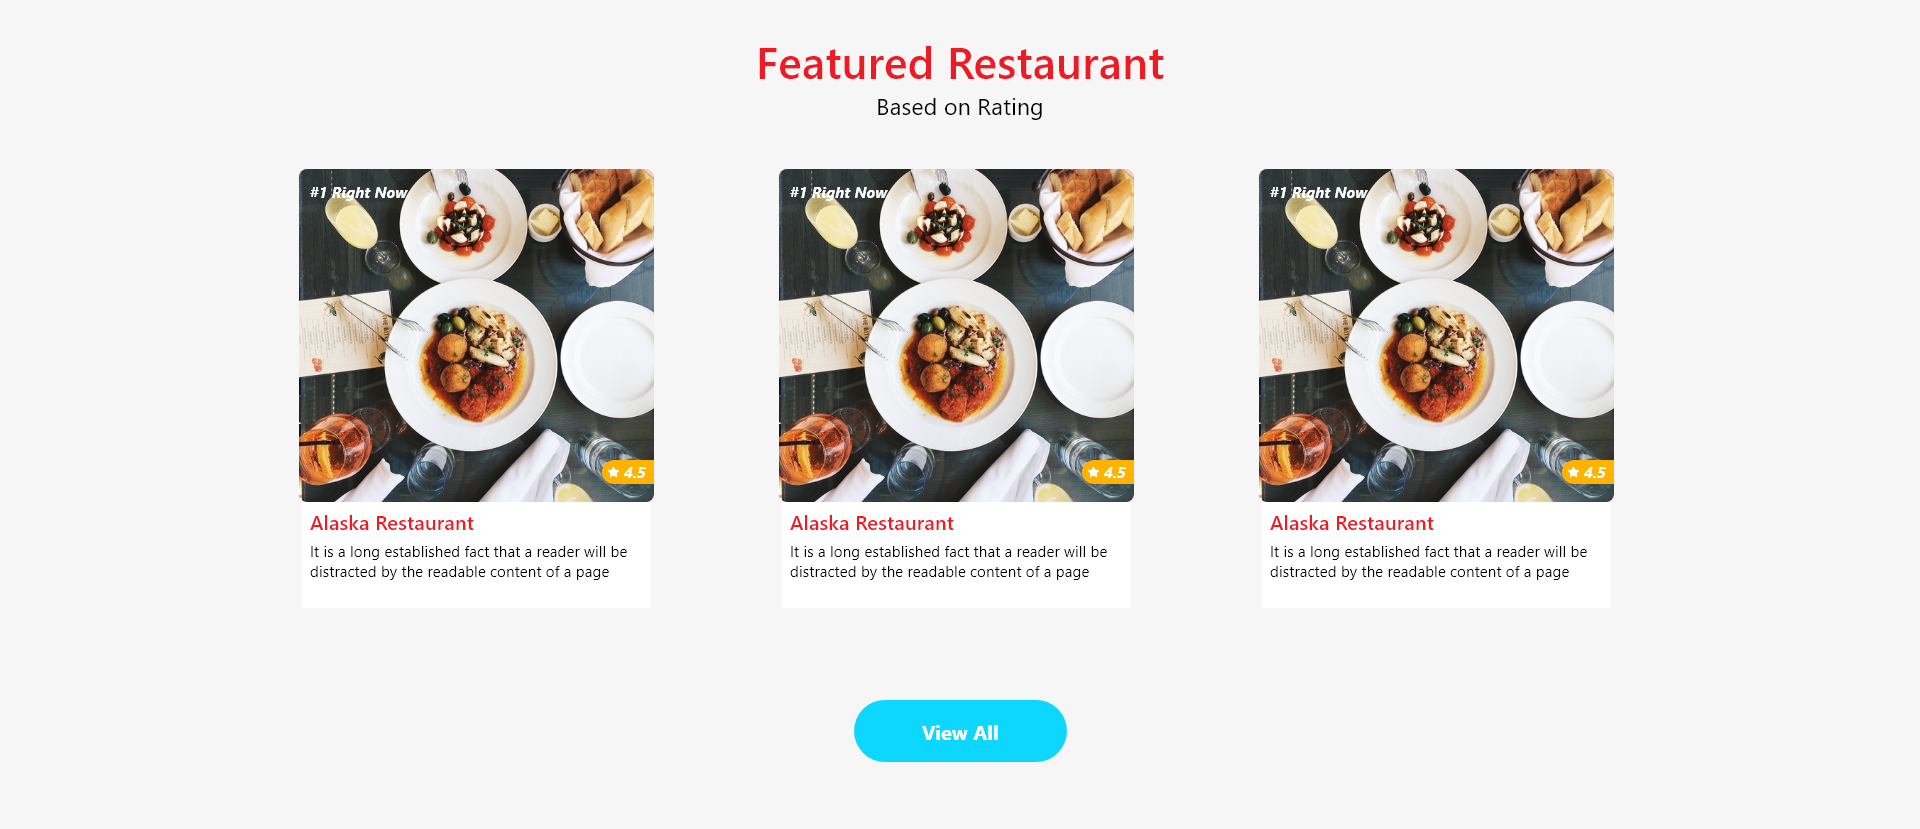 Featured Restaurant
Based on Rating
#1 Right Now
4.5
Alaska Restaurant
It is a long established fact that a reader will be
distracted by the readable content of a page
#1 Right Now
4.5
Alaska Restaurant
It is a long established fact that a reader will be
distracted by the readable content of a page
#1 Right Now
4.5
Alaska Restaurant
It is a long established fact that a reader will be
distracted by the readable content of a page
View All